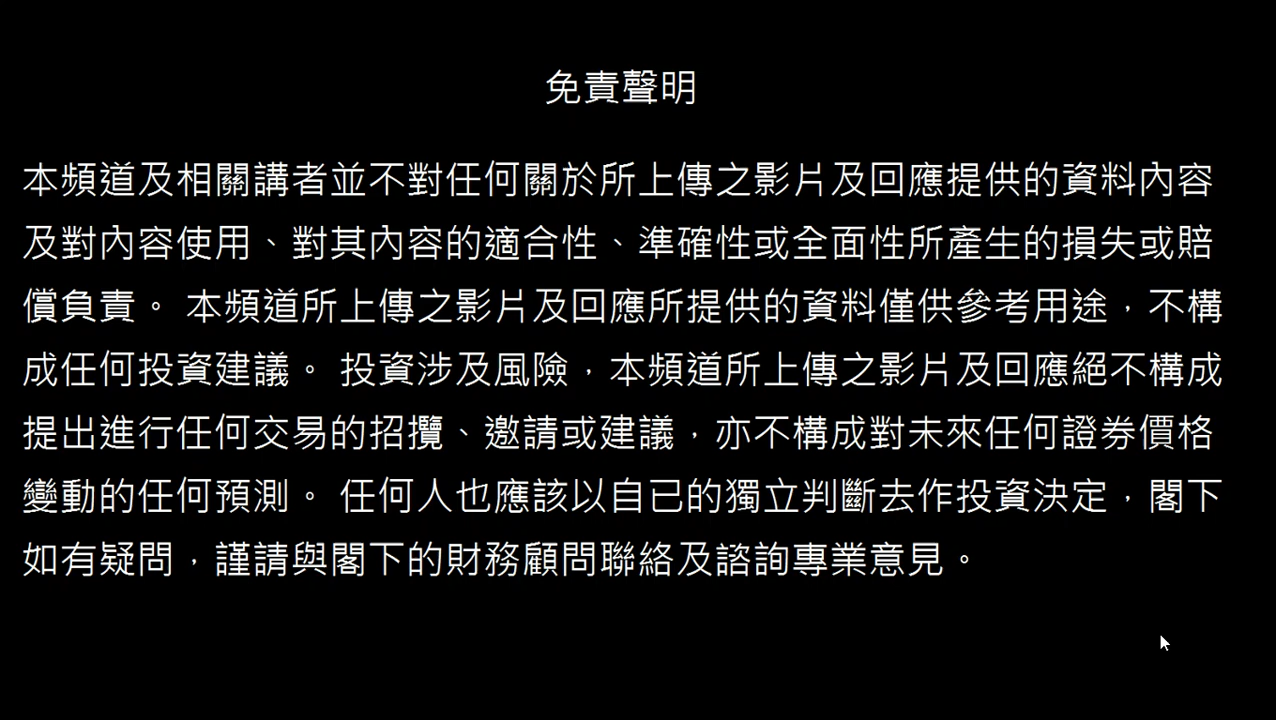 免責聲明
本頻道及相關講者並不對任何關於所上傳之影片及回應提供的資料內容
及對內容使用、對其內容的適合性、準確性或全面性所產生的損失或賠
償負責。 本頻道所上傳之影片及回應所提供的資料僅供參考用途，不構
成任何投資建議。 投資涉及風險，本頻道所上傳之影片及回應絕不構成
提出進行任何交易的招攬、邀請或建議，亦不構成對未來任何證券價格
變動的任何預測。 任何人也應該以自已的獨立判斷去作投資決定，閣下
如有疑問，謹請與閣下的財務顧問聯絡及諮詢專業意見。